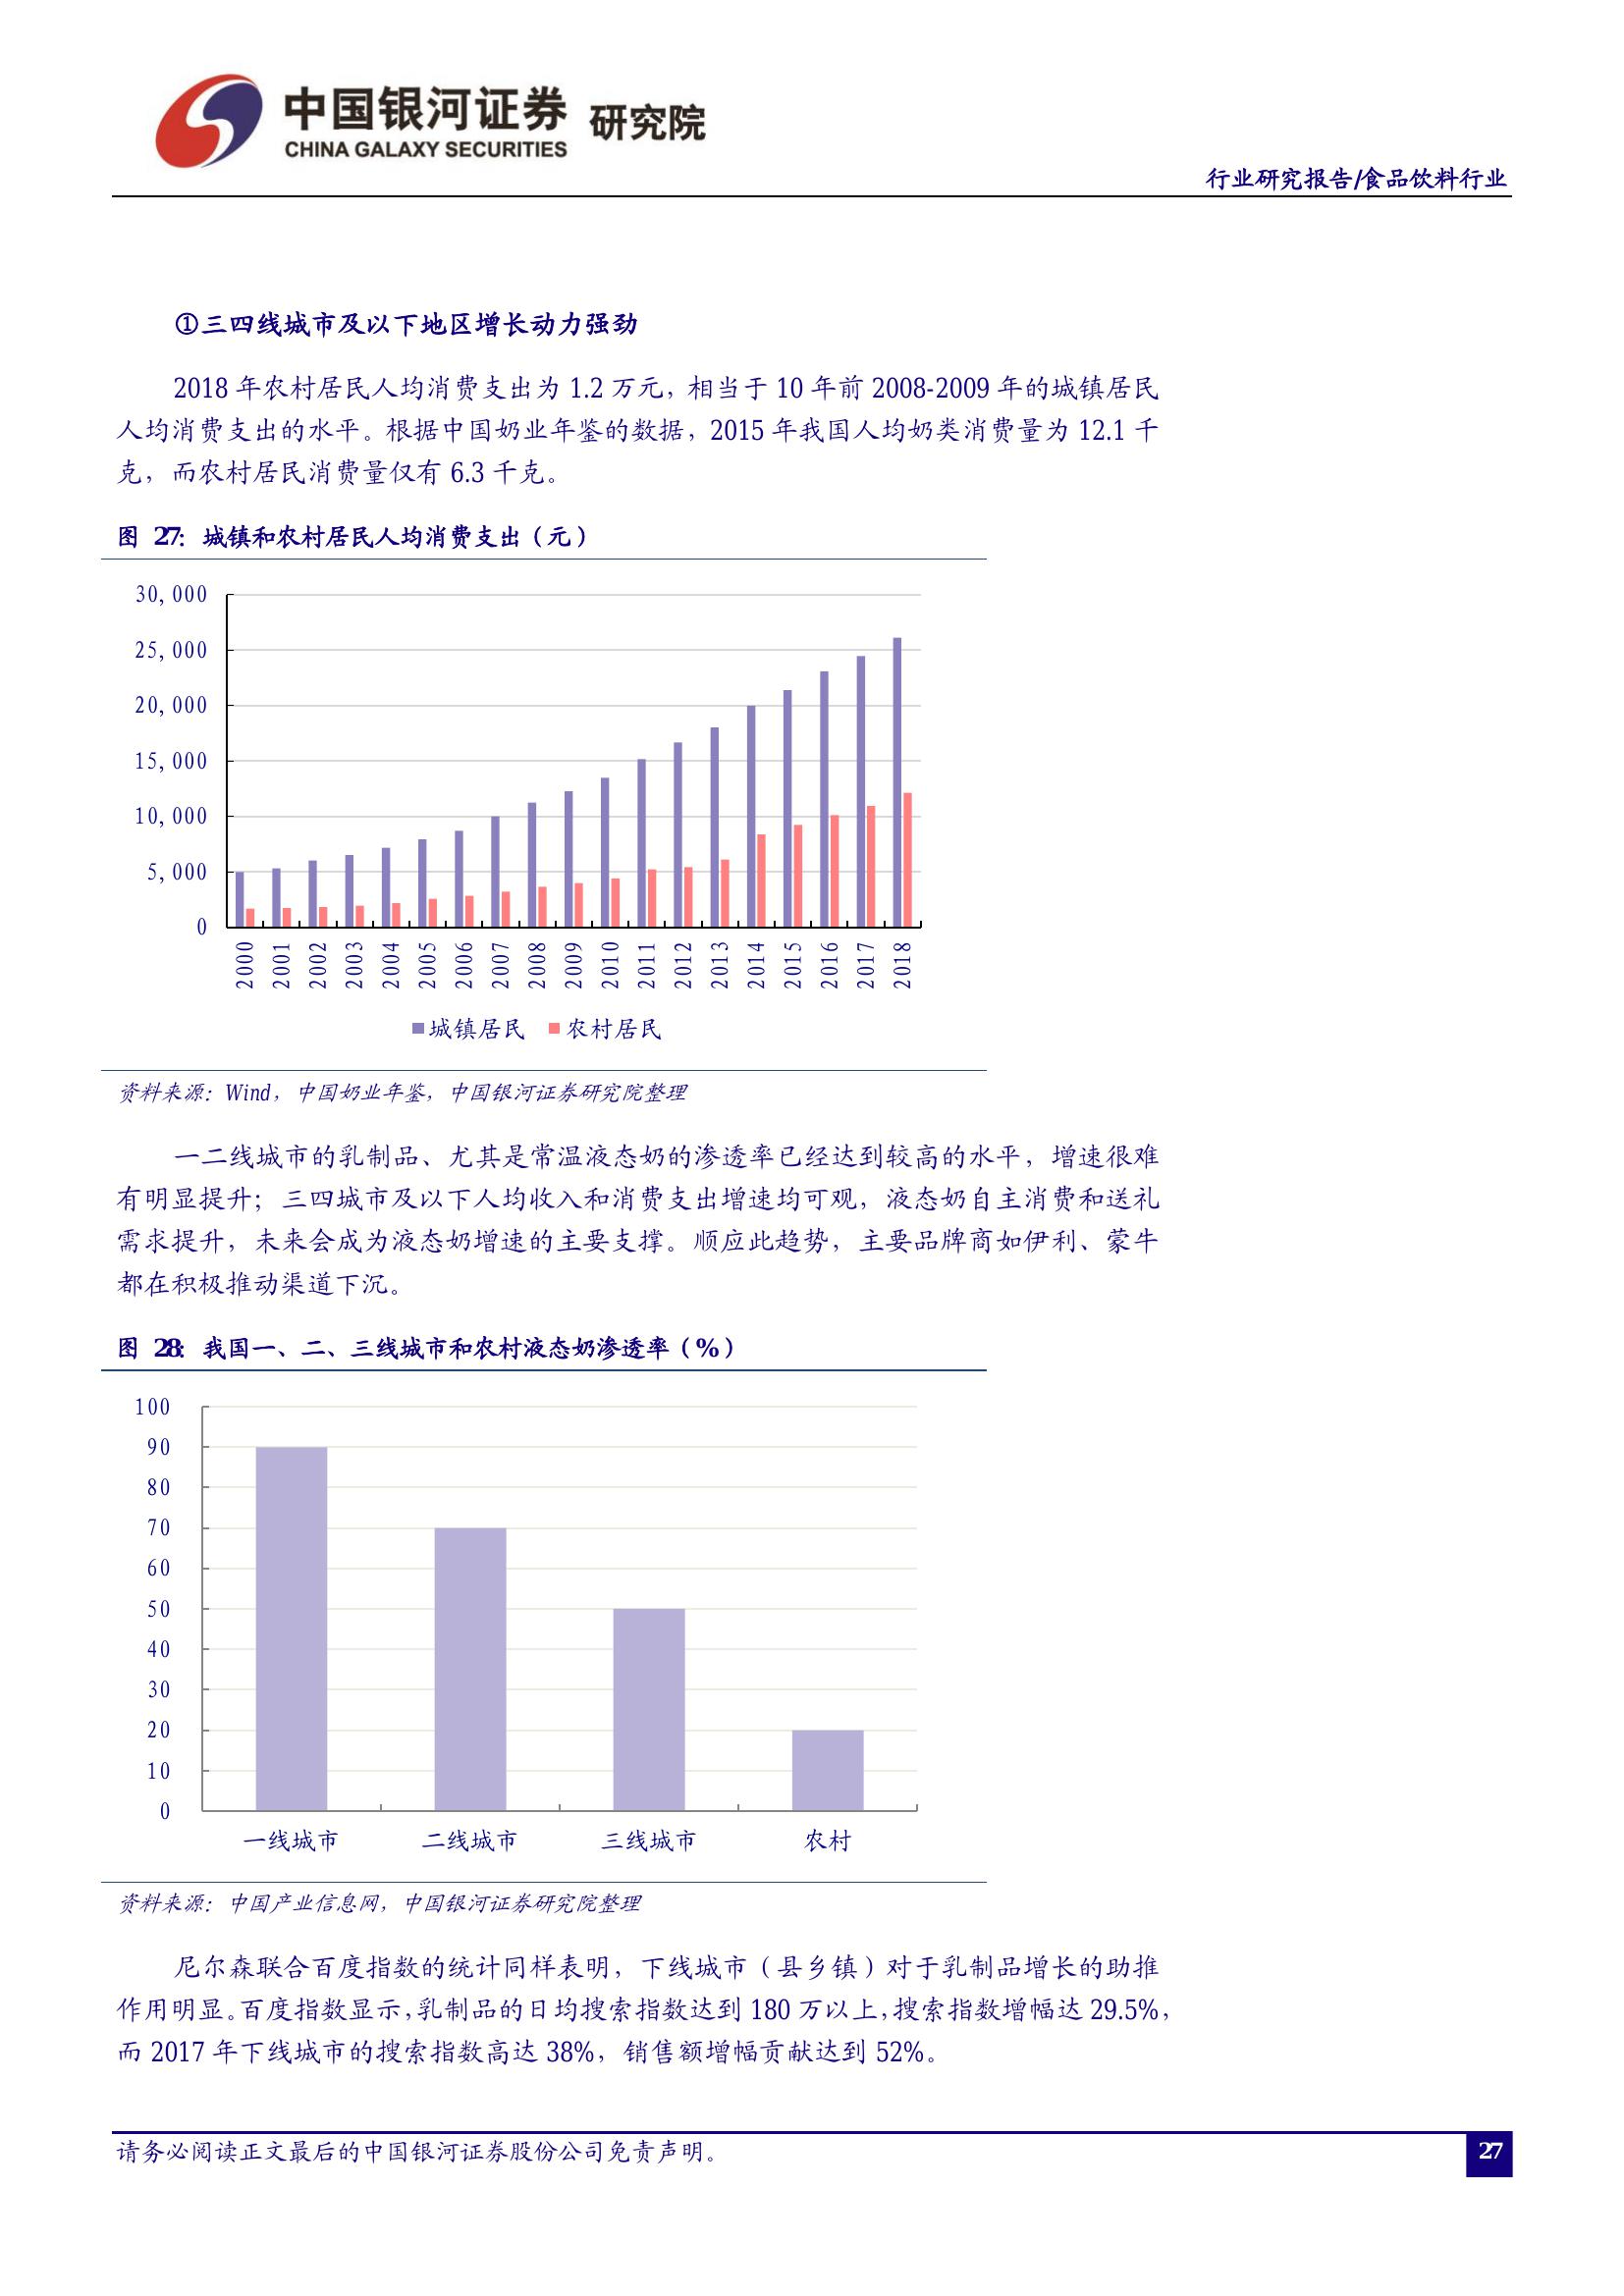 中国银河证券 研究院
CHINA GALAXY SECURITIES
行业研究报告/食品饮料行业
①三四线城市及以下地区增长动力强劲
2018 年农村居民人均消费支出为 1.2 万元，相当于 10 年前 2008-2009 年的城镇居民
人均消费支出的水平。根据中国奶业年鉴的数据，2015 年我国人均奶类消费量为 12.1 千
克，而农村居民消费量仅有 6.3 千克。
图 27：城镇和农村居民人均消费支出（元）
30,000
25,000
20,000
15,000
10,000
5,000
0
2000 2001 2002 2003 2004 2005 2006 2007 2008 2009 2010 2011 2012 2013 2014 2015 2016 2017 2018
城镇居民 农村居民
资料来源：Wind，中国奶业年鉴，中国银河证券研究院整理
一二线城市的乳制品、尤其是常温液态奶的渗透率已经达到较高的水平，增速很难
有明显提升；三四城市及以下人均收入和消费支出增速均可观，液态奶自主消费和送礼
需求提升，未来会成为液态奶增速的主要支撑。顺应此趋势，主要品牌商如伊利、蒙牛
都在积极推动渠道下沉。
图 28：我国一、二、三线城市和农村液态奶渗透率（%）
100
90
80
70
60
50
40
30
20
10
0
一线城市 二线城市 三线城市 农村
资料来源：中国产业信息网，中国银河证券研究院整理
尼尔森联合百度指数的统计同样表明，下线城市（县乡镇）对于乳制品增长的助推
作用明显。百度指数显示，乳制品的日均搜索指数达到 180 万以上，搜索指数增幅达 29.5%，
而 2017 年下线城市的搜索指数高达 38%，销售额增幅贡献达到 52%。
请务必阅读正文最后的中国银河证券股份公司免责声明。
27